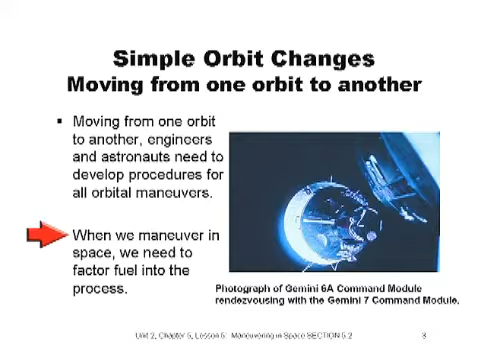 Simple Orbit Changes
Moving from one orbit to another
▪ Moving from one orbit
to another, engineers
and astronauts need to
develop procedures for
all orbital maneuvers.
When we maneuver in
space, we need to
factor fuel into the
process.
Photograph of Gemini 6A Command Module
rendezvousing with the Gemini 7 Command Module.
Unit 2, Chapter 5, Lesson 5: Maneuvering in Space SECTION 5.2
3